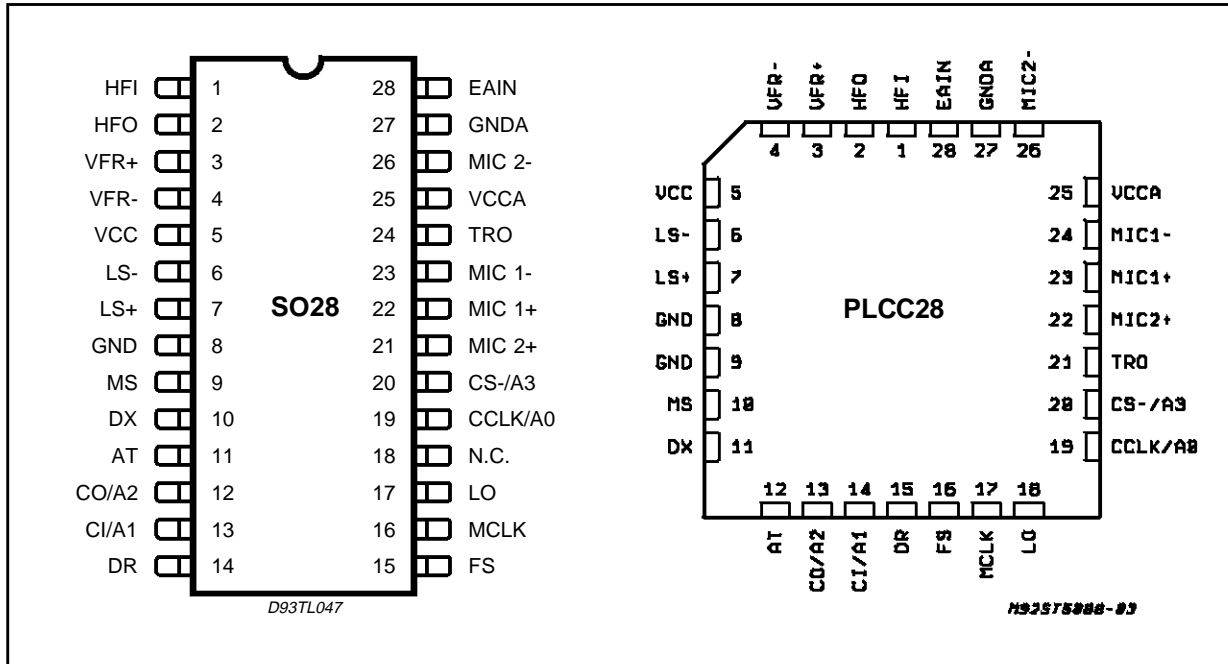 HFI 1 28 EAIN
HFO 2 27 GNDA
VFR+ 3 26 MIC 2-
VFR- 4 25 VCCA
VCC 5 24 TRO
LS- 6 23 MIC 1-
LS+ 7 22 MIC 1+
SO28
GND 8 21 MIC 2+
MS 9 20 CS-/A3
DX 10 19 CCLK/A0
AT 11 18 N.C.
CO/A2 12 17 LO
CI/A1 13 16 MCLK
DR 14 15 FS
D93TL047
VFR- VFR+ HFO HFI EAIN GNDA MIC2-
4 3 2 1 28 27 26
VCC 5 25 VCCA
LS- 6 24 MIC1-
LS+ 7 23 MIC1+
GND 8 22 MIC2+
PLCC28
GND 9 21 TRO
MS 10 20 CS-/A3
DX 11 19 CCLK/A0
12 13 14 15 16 17 18
AT CO/A2 CI/A1 DR FS MCLK LO
M92ST5088-03